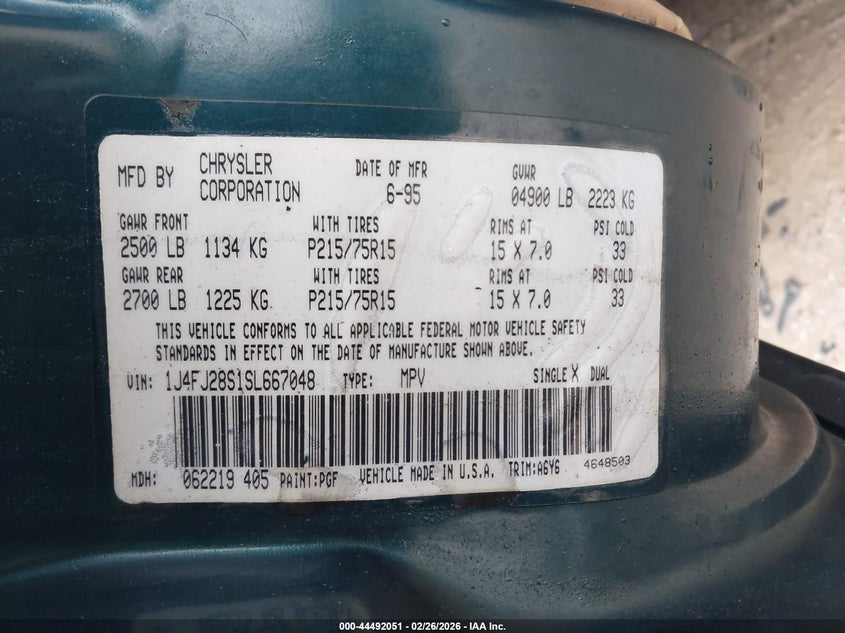 MFD BY CHRYSLER CORPORATION DATE OF MFR 6-95 GVWR 04900 LB 2223 KG
GAWR FRONT WITH TIRES RIMS AT PSI COLD
2500 LB 1134 KG P215/75R15 15 X 7.0 33
GAWR REAR WITH TIRES RIMS AT PSI COLD
2700 LB 1225 KG P215/75R15 15 X 7.0 33
THIS VEHICLE CONFORMS TO ALL APPLICABLE FEDERAL MOTOR VEHICLE SAFETY
STANDARDS IN EFFECT ON THE DATE OF MANUFACTURE SHOWN ABOVE.
VIN: 1J4FJ28S1SL667048 TYPE: MPV SINGLE X DUAL
MDH: 062219 405 PAINT:PGF VEHICLE MADE IN U.S.A. TRIM:A6Y6 4648503
000-44492051 | 02/26/2026 - IAA Inc.